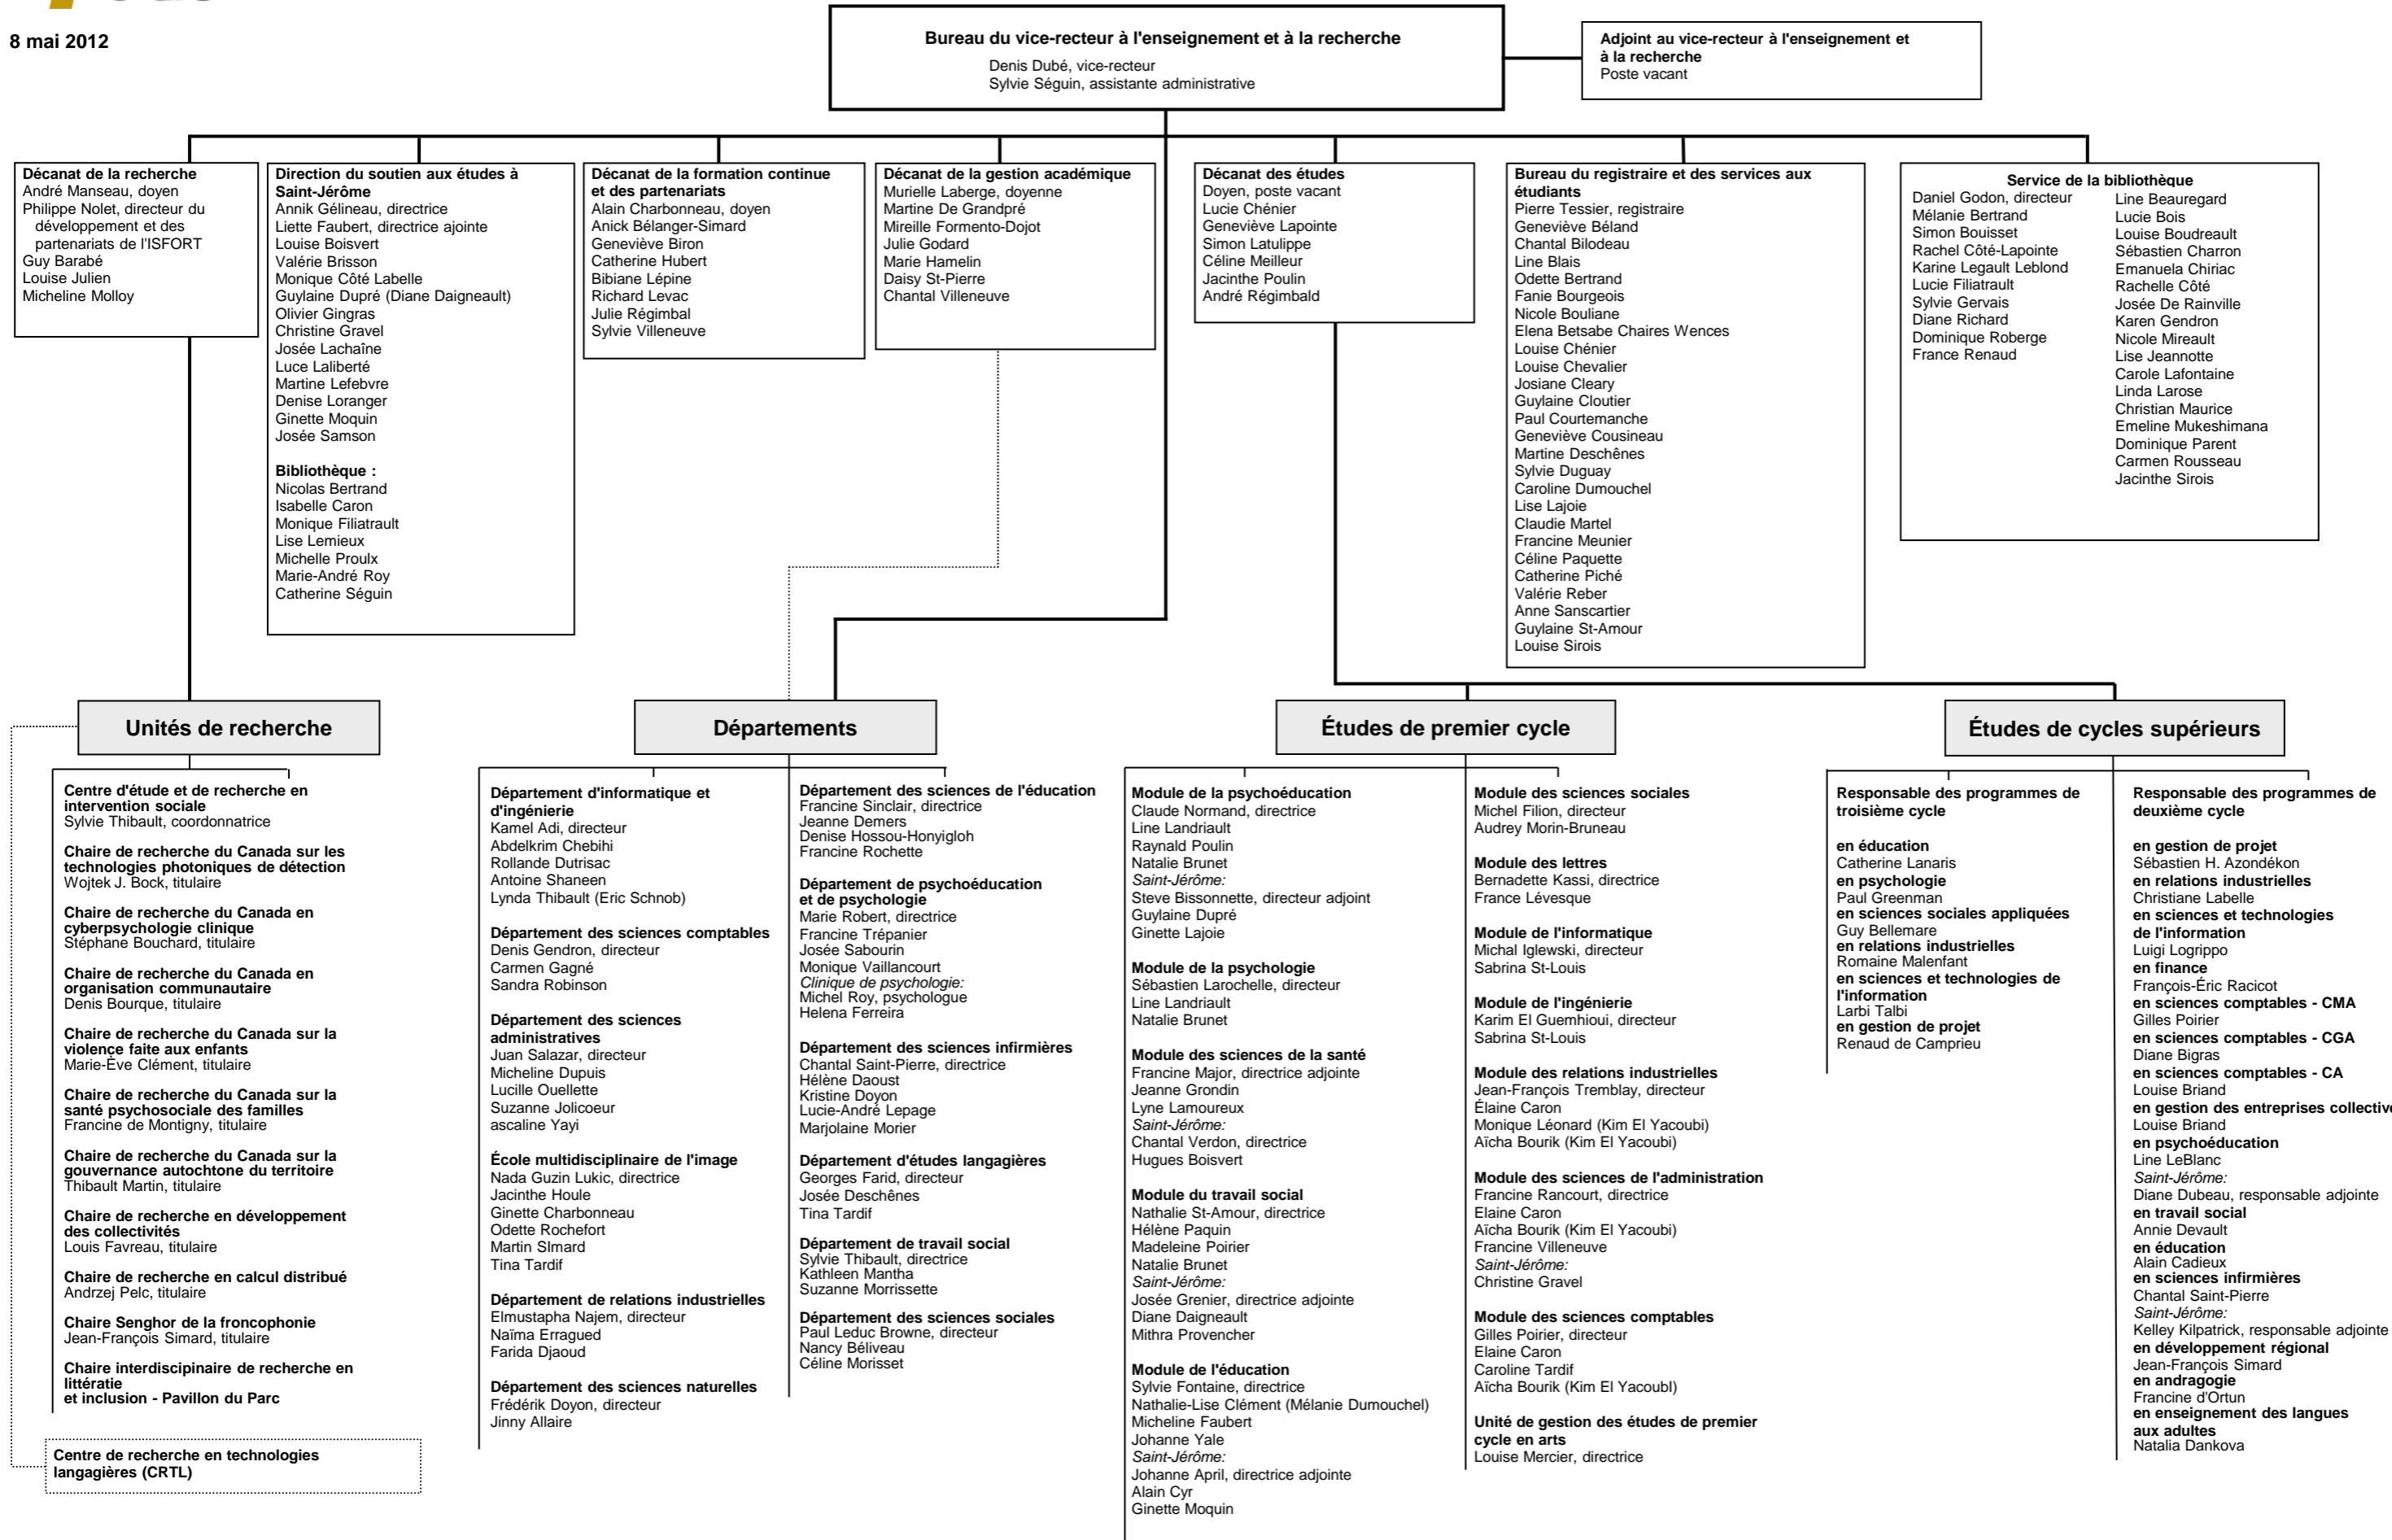 8 mai 2012
Bureau du vice-recteur à l'enseignement et à la recherche
Denis Dubé, vice-recteur
Sylvie Séguin, assistante administrative
Adjoint au vice-recteur à l'enseignement et
à la recherche
Poste vacant
Décanat de la recherche
André Manseau, doyen
Philippe Nolet, directeur du
développement et des
partenariats de l'ISFORT
Guy Barabé
Louise Julien
Micheline Molloy
Direction du soutien aux études à
Saint-Jérôme
Annik Gélineau, directrice
Liette Faubert, directrice ajointe
Louise Boisvert
Valérie Brisson
Monique Côté Labelle
Guylaine Dupré (Diane Daigneault)
Olivier Gingras
Christine Gravel
Josée Lachaîne
Luce Laliberté
Martine Lefebvre
Denise Loranger
Ginette Moquin
Josée Samson
Bibliothèque :
Nicolas Bertrand
Isabelle Caron
Monique Filiatrault
Lise Lemieux
Michelle Proulx
Marie-André Roy
Catherine Séguin
Décanat de la formation continue
et des partenariats
Alain Charbonneau, doyen
Anick Bélanger-Simard
Geneviève Biron
Catherine Hubert
Bibiane Lépine
Richard Levac
Julie Régimbal
Sylvie Villeneuve
Décanat de la gestion académique
Murielle Laberge, doyenne
Martine De Grandpré
Mireille Formento-Dojot
Julie Godard
Marie Hamelin
Daisy St-Pierre
Chantal Villeneuve
Décanat des études
Doyen, poste vacant
Lucie Chénier
Geneviève Lapointe
Simon Latulippe
Céline Meilleur
Jacinthe Poulin
André Régimbald
Bureau du registraire et des services aux
étudiants
Pierre Tessier, registraire
Geneviève Béland
Chantal Bilodeau
Line Blais
Odette Bertrand
Fanie Bourgeois
Nicole Bouliane
Elena Betsabe Chaires Wences
Louise Chénier
Louise Chevalier
Josiane Cleary
Guylaine Cloutier
Paul Courtemanche
Geneviève Cousineau
Martine Deschênes
Sylvie Duguay
Caroline Dumouchel
Lise Lajoie
Claudie Martel
Francine Meunier
Céline Paquette
Catherine Piché
Valérie Reber
Anne Sanscartier
Guylaine St-Amour
Louise Sirois
Service de la bibliothèque
Daniel Godon, directeur
Mélanie Bertrand
Simon Bouisset
Rachel Côté-Lapointe
Karine Legault Leblond
Lucie Filiatrault
Sylvie Gervais
Diane Richard
Dominique Roberge
France Renaud
Line Beauregard
Lucie Bois
Louise Boudreault
Sébastien Charron
Emanuela Chiriac
Rachelle Côté
Josée De Rainville
Karen Gendron
Nicole Mireault
Lise Jeannotte
Carole Lafontaine
Linda Larose
Christian Maurice
Emeline Mukeshimana
Dominique Parent
Carmen Rousseau
Jacinthe Sirois
Unités de recherche
Centre d'étude et de recherche en
intervention sociale
Sylvie Thibault, coordonnatrice
Chaire de recherche du Canada sur les
technologies photoniques de détection
Wojtek J. Bock, titulaire
Chaire de recherche du Canada en
cyberpsychologie clinique
Stéphane Bouchard, titulaire
Chaire de recherche du Canada en
organisation communautaire
Denis Bourque, titulaire
Chaire de recherche du Canada sur la
violence faite aux enfants
Marie-Ève Clément, titulaire
Chaire de recherche du Canada sur la
santé psychosociale des familles
Francine de Montigny, titulaire
Chaire de recherche du Canada sur la
gouvernance autochtone du territoire
Thibault Martin, titulaire
Chaire de recherche en développement
des collectivités
Louis Favreau, titulaire
Chaire de recherche en calcul distribué
Andrzej Pelc, titulaire
Chaire Senghor de la froncophonie
Jean-François Simard, titulaire
Chaire interdiscipinaire de recherche en
littératie
et inclusion - Pavillon du Parc
Centre de recherche en technologies
langagières (CRTL)
Départements
Département d'informatique et
d'ingénierie
Kamel Adi, directeur
Abdelkrim Chebihi
Rollande Dutrisac
Antoine Shaneen
Lynda Thibault (Eric Schnob)
Département des sciences comptables
Denis Gendron, directeur
Carmen Gagné
Sandra Robinson
Département des sciences
administratives
Juan Salazar, directeur
Micheline Dupuis
Lucille Ouellette
Suzanne Jolicoeur
ascaline Yayi
École multidisciplinaire de l'image
Nada Guzin Lukic, directrice
Jacinthe Houle
Ginette Charbonneau
Odette Rochefort
Martin SImard
Tina Tardif
Département de relations industrielles
Elmustapha Najem, directeur
Naïma Erragued
Farida Djaoud
Département des sciences naturelles
Frédérik Doyon, directeur
Jinny Allaire
Département des sciences de l'éducation
Francine Sinclair, directrice
Jeanne Demers
Denise Hossou-Honyigloh
Francine Rochette
Département de psychoéducation
et de psychologie
Marie Robert, directrice
Francine Trépanier
Josée Sabourin
Monique Vaillancourt
Clinique de psychologie:
Michel Roy, psychologue
Helena Ferreira
Département des sciences infirmières
Chantal Saint-Pierre, directrice
Hélène Daoust
Kristine Doyon
Lucie-André Lepage
Marjolaine Morier
Département d'études langagières
Georges Farid, directeur
Josée Deschênes
Tina Tardif
Département de travail social
Sylvie Thibault, directrice
Kathleen Mantha
Suzanne Morrissette
Département des sciences sociales
Paul Leduc Browne, directeur
Nancy Béliveau
Céline Morisset
Études de premier cycle
Module de la psychoéducation
Claude Normand, directrice
Line Landriault
Raynald Poulin
Natalie Brunet
Saint-Jérôme:
Steve Bissonnette, directeur adjoint
Guylaine Dupré
Ginette Lajoie
Module de la psychologie
Sébastien Larochelle, directeur
Line Landriault
Natalie Brunet
Module des sciences de la santé
Francine Major, directrice adjointe
Jeanne Grondin
Lyne Lamoureux
Saint-Jérôme:
Chantal Verdon, directrice
Hugues Boisvert
Module du travail social
Nathalie St-Amour, directrice
Hélène Paquin
Madeleine Poirier
Natalie Brunet
Saint-Jérôme:
Josée Grenier, directrice adjointe
Diane Daigneault
Mithra Provencher
Module de l'éducation
Sylvie Fontaine, directrice
Nathalie-Lise Clément (Mélanie Dumouchel)
Micheline Faubert
Johanne Yale
Saint-Jérôme:
Johanne April, directrice adjointe
Alain Cyr
Ginette Moquin
Module des sciences sociales
Michel Filion, directeur
Audrey Morin-Bruneau
Module des lettres
Bernadette Kassi, directrice
France Lévesque
Module de l'informatique
Michal Iglewski, directeur
Sabrina St-Louis
Module de l'ingénierie
Karim El Guemhioui, directeur
Sabrina St-Louis
Module des relations industrielles
Jean-François Tremblay, directeur
Élaine Caron
Monique Léonard (Kim El Yacoubi)
Aïcha Bourik (Kim El Yacoubi)
Module des sciences de l'administration
Francine Rancourt, directrice
Elaine Caron
Aïcha Bourik (Kim El Yacoubi)
Francine Villeneuve
Saint-Jérôme:
Christine Gravel
Module des sciences comptables
Gilles Poirier, directeur
Elaine Caron
Caroline Tardif
Aïcha Bourik (Kim El YacoubI)
Unité de gestion des études de premier
cycle en arts
Louise Mercier, directrice
Études de cycles supérieurs
Responsable des programmes de
troisième cycle
en éducation
Catherine Lanaris
en psychologie
Paul Greenman
en sciences sociales appliquées
Guy Bellemare
en relations industrielles
Romaine Malenfant
en sciences et technologies de
l'information
Larbi Talbi
en gestion de projet
Renaud de Camprieu
Responsable des programmes de
deuxième cycle
en gestion de projet
Sébastien H. Azondékon
en relations industrielles
Christiane Labelle
en sciences et technologies
de l'information
Luigi Logrippo
en finance
François-Éric Racicot
en sciences comptables - CMA
Gilles Poirier
en sciences comptables - CGA
Diane Bigras
en sciences comptables - CA
Louise Briand
en gestion des entreprises collective
Louise Briand
en psychoéducation
Line LeBlanc
Saint-Jérôme:
Diane Dubeau, responsable adjointe
en travail social
Annie Devault
en éducation
Alain Cadieux
en sciences infirmières
Chantal Saint-Pierre
Saint-Jérôme:
Kelley Kilpatrick, responsable adjointe
en développement régional
Jean-François Simard
en andragogie
Francine d'Ortun
en enseignement des langues
aux adultes
Natalia Dankova